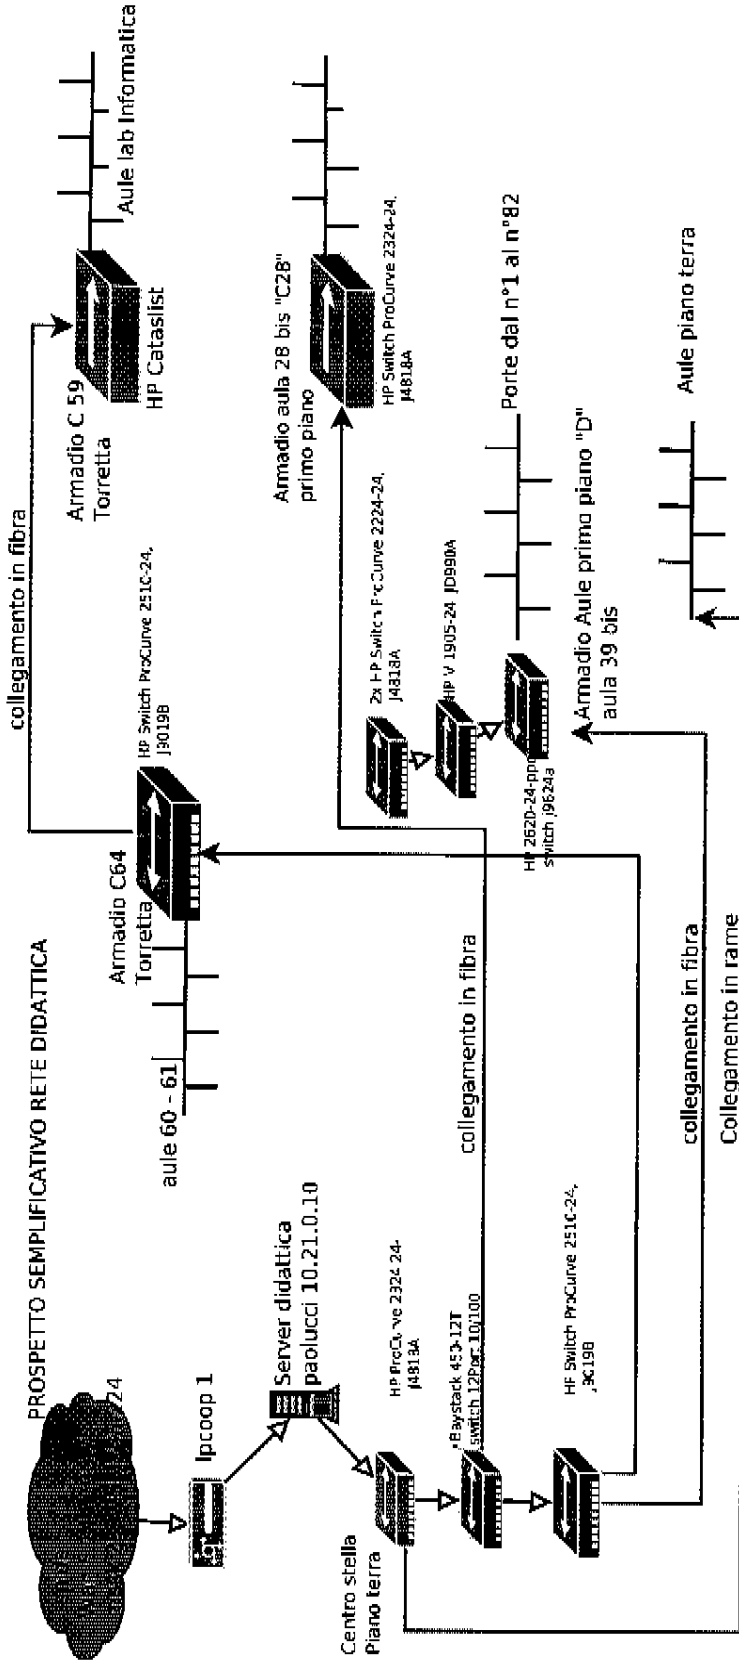 PROSPETTO SEMPLIFICATIVO RETE DIDATTICA
24
Ipcoop 1
Server didattica
paolucci 10.21.0.10
Centro stella
Piano terra
HP ProCurve 2324 24-
J4818A
Baystack 450-12T
switch 12Port 10/100
HP Switch ProCurve 2510-24,
J9019B
aule 60 - 61
Armadio C64
Torretta
HP Switch ProCurve 2510-24,
J9019B
collegamento in fibra
Armadio C 59
Torretta
HP Cataslist
Aule lab Informatica
collegamento in fibra
Armadio aula 28 bis "C28"
primo piano
HP Switch ProCurve 2324-24,
J4818A
2x HP Switch ProCurve 2224-24,
J4818A
HP V 1905-24 JD990A
HP 2620-24-ppo
switch j9624a
Porte dal n°1 al n°82
Armadio Aule primo piano "D"
aula 39 bis
collegamento in fibra
Collegamento in rame
Aule piano terra